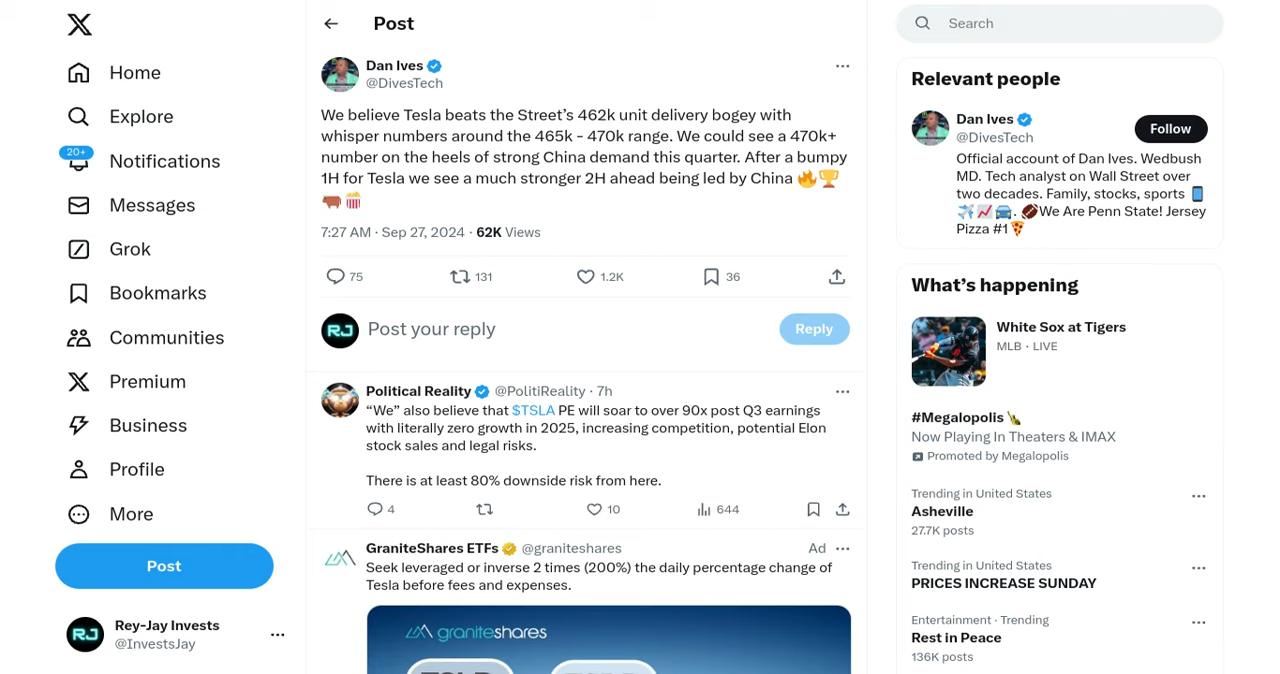 Home
Explore
20+
Notifications
Messages
Grok
Bookmarks
Communities
Premium
Business
Profile
More
Post
RJ
Rey-Jay Invests
@InvestsJay
Post
Dan Ives
@DivesTech
We believe Tesla beats the Street’s 462k unit delivery bogey with
whisper numbers around the 465k - 470k range. We could see a 470k+
number on the heels of strong China demand this quarter. After a bumpy
1H for Tesla we see a much stronger 2H ahead being led by China 🔥🏆
🐂🍿
7:27 AM · Sep 27, 2024 · 62K Views
75 131 1.2K 36
RJ
Post your reply
Reply
Political Reality @PolitiReality · 7h
“We” also believe that $TSLA PE will soar to over 90x post Q3 earnings
with literally zero growth in 2025, increasing competition, potential Elon
stock sales and legal risks.
There is at least 80% downside risk from here.
4 10 644
GraniteShares ETFs @graniteshares Ad
Seek leveraged or inverse 2 times (200%) the daily percentage change of
Tesla before fees and expenses.
graniteshares
Search
Relevant people
Dan Ives
@DivesTech
Follow
Official account of Dan Ives. Wedbush
MD. Tech analyst on Wall Street over
two decades. Family, stocks, sports 📱
✈️📈🚘. 🏈We Are Penn State! Jersey
Pizza #1🍕
What’s happening
White Sox at Tigers
MLB · LIVE
#Megalopolis
Now Playing In Theaters & IMAX
Promoted by Megalopolis
Trending in United States
Asheville
27.7K posts
Trending in United States
PRICES INCREASE SUNDAY
Entertainment · Trending
Rest in Peace
136K posts